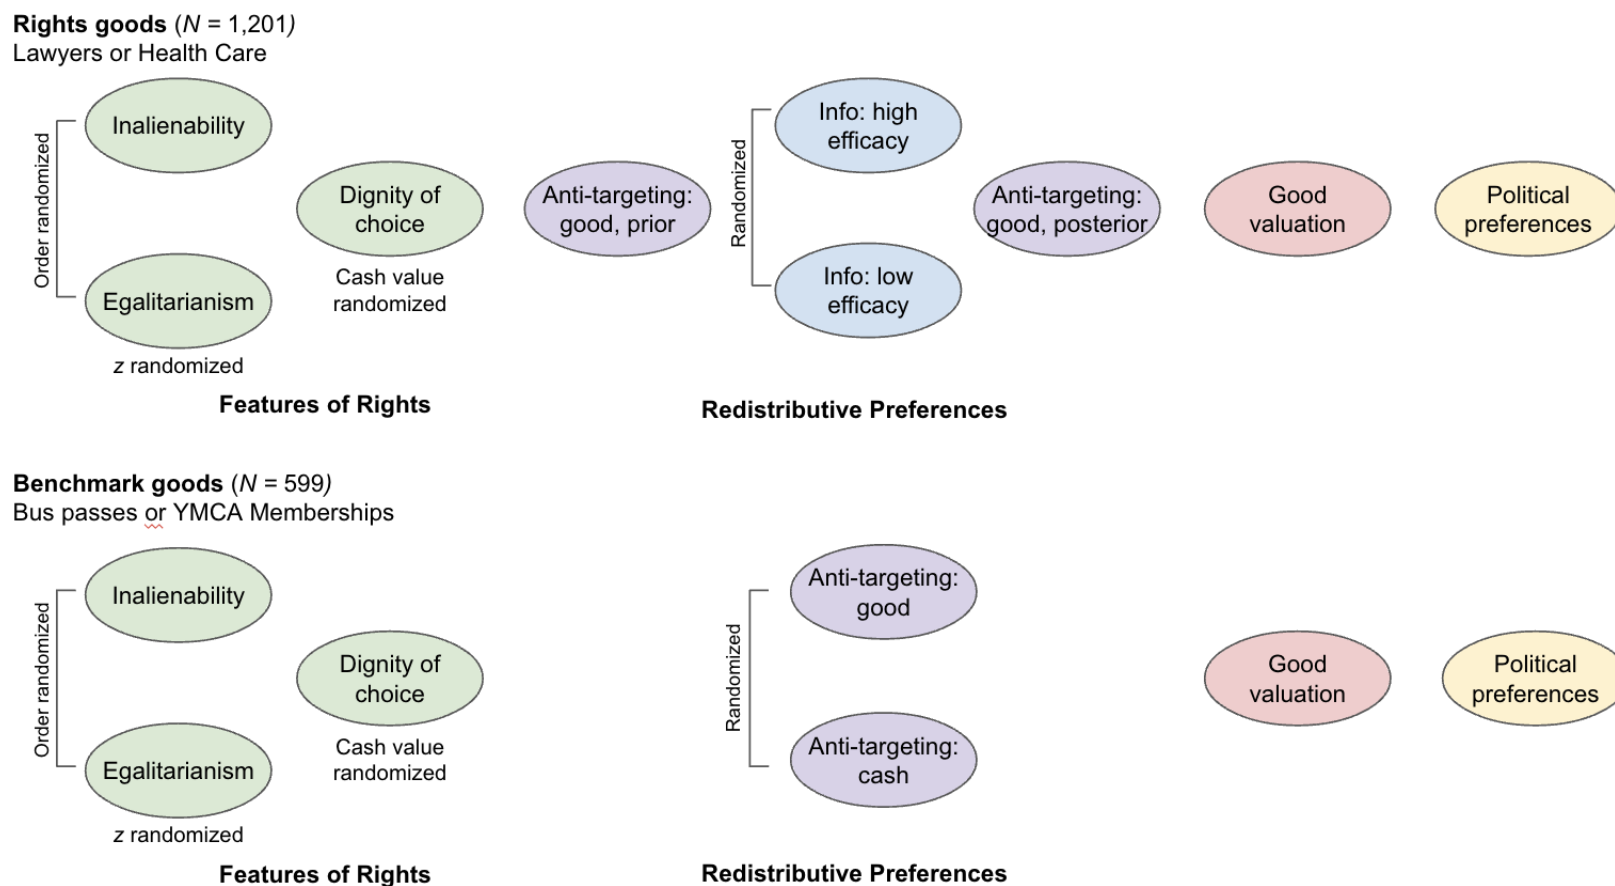 Rights goods (N = 1,201)
Lawyers or Health Care
Order randomized
Inalienability
Egalitarianism
z randomized
Dignity of
choice
Cash value
randomized
Anti-targeting:
good, prior
Randomized
Info: high
efficacy
Info: low
efficacy
Anti-targeting:
good, posterior
Good
valuation
Political
preferences
Features of Rights
Redistributive Preferences
Benchmark goods (N = 599)
Bus passes or YMCA Memberships
Order randomized
Inalienability
Egalitarianism
z randomized
Dignity of
choice
Cash value
randomized
Randomized
Anti-targeting:
good
Anti-targeting:
cash
Good
valuation
Political
preferences
Features of Rights
Redistributive Preferences